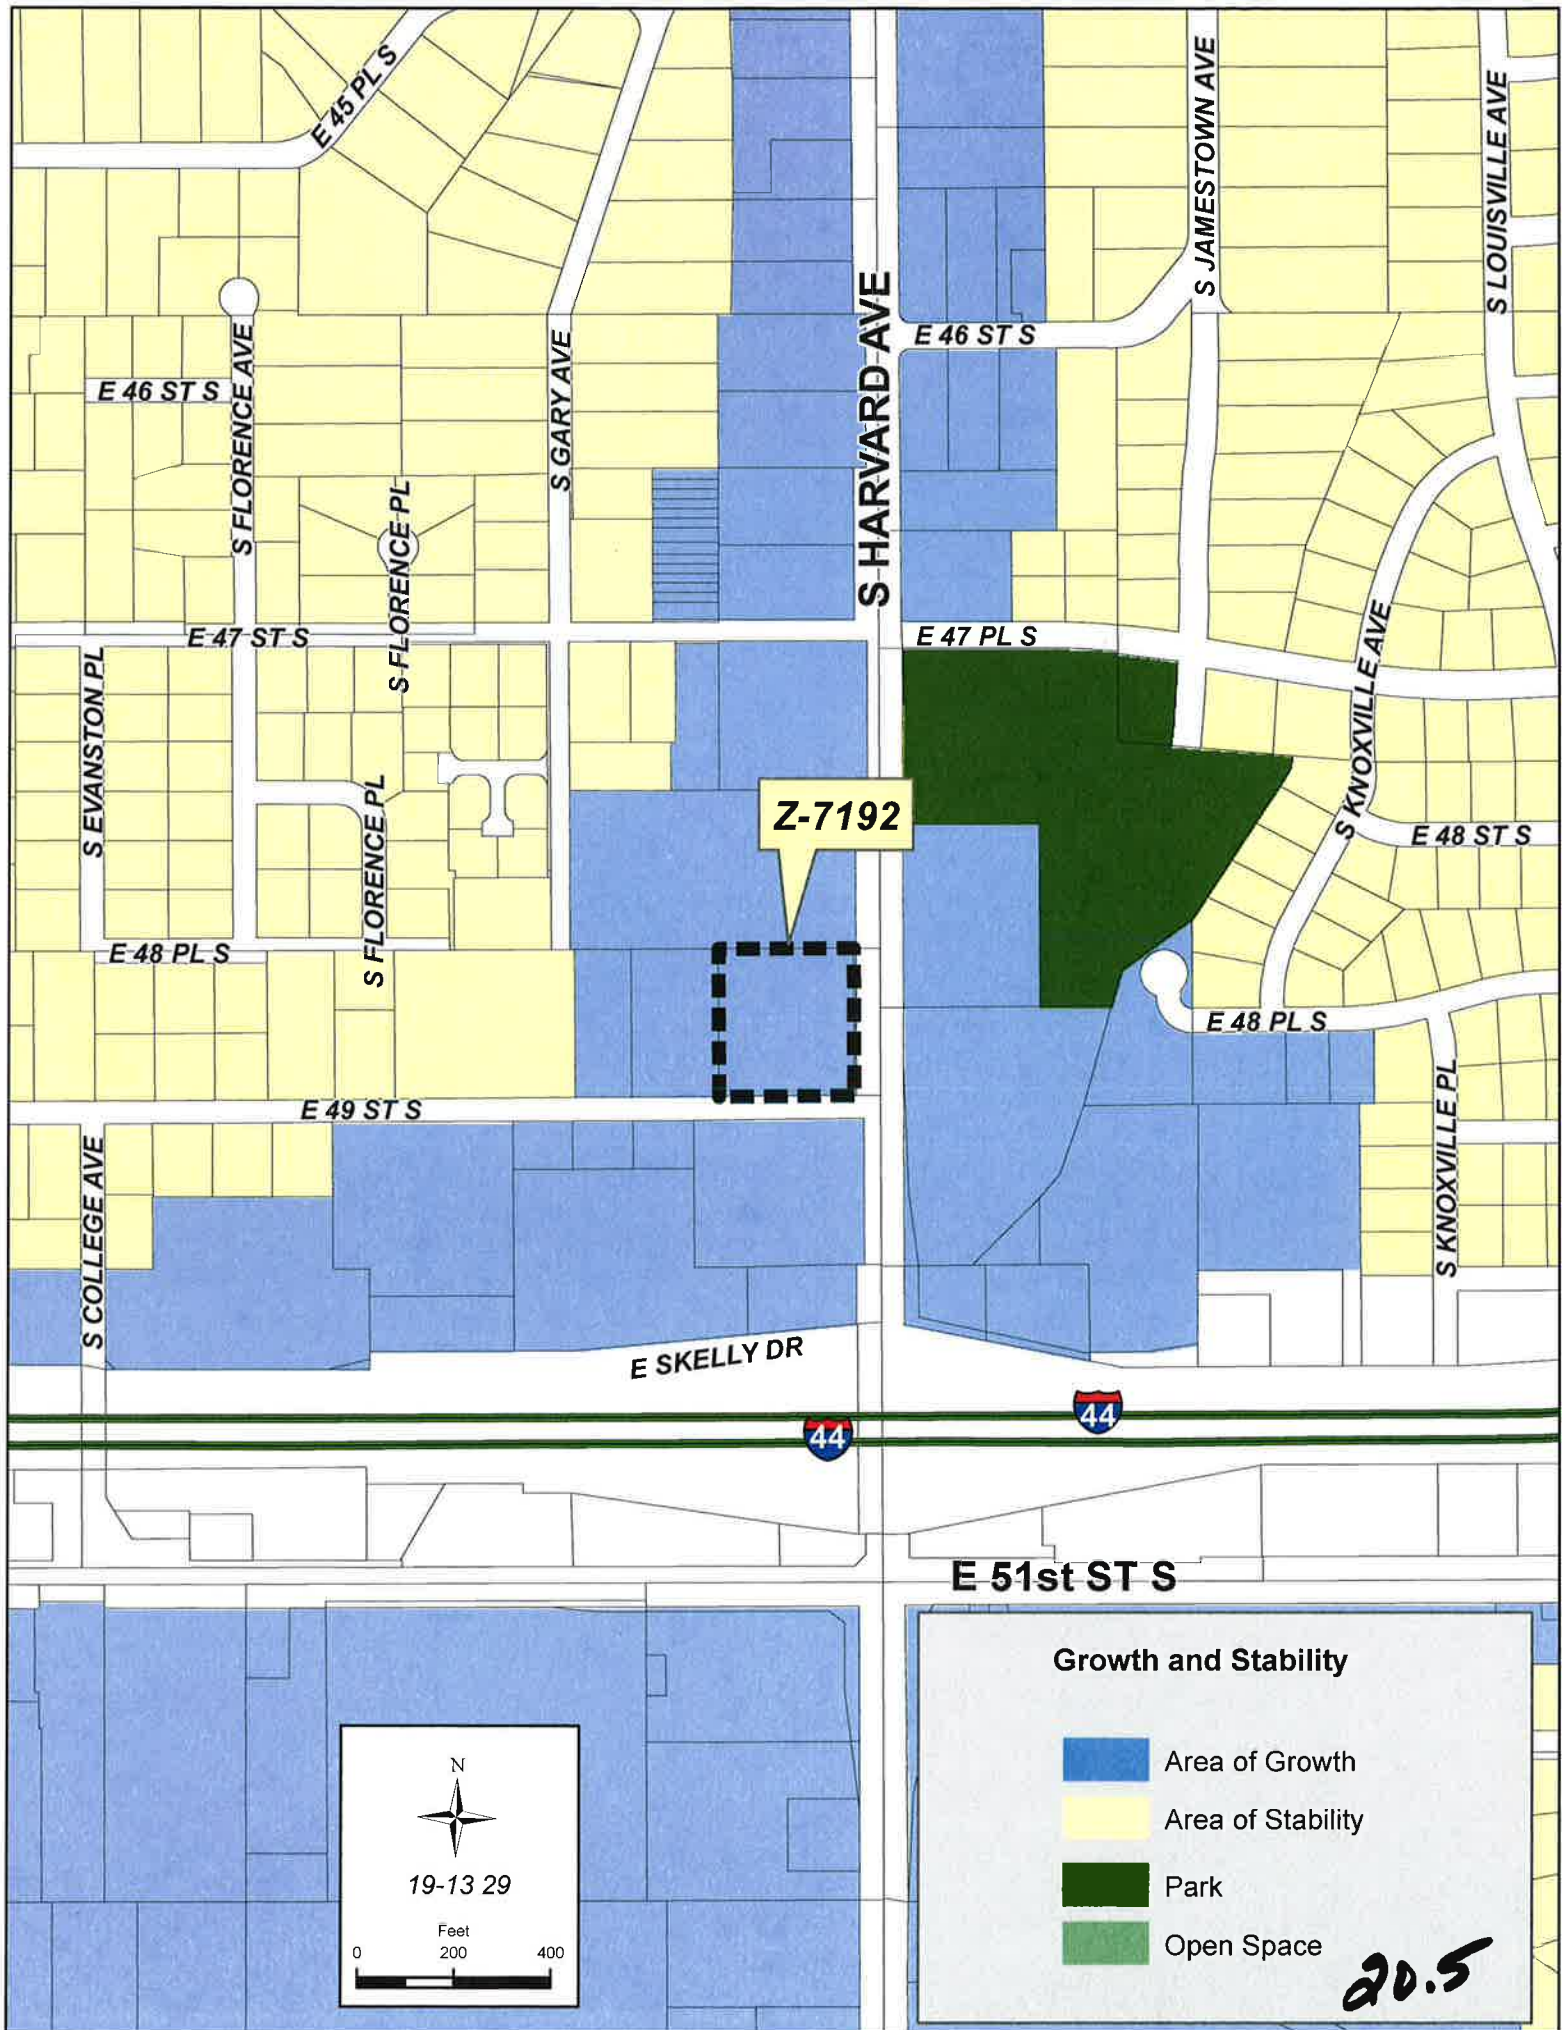 E 45 PL S
S JAMESTOWN AVE
S LOUISVILLE AVE
S HARVARD AVE
E 46 ST S
E 46 ST S
S FLORENCE AVE
S GARY AVE
S FLORENCE PL
E 47 ST S
E 47 PL S
S EVANSTON PL
S KNOXVILLE AVE
Z-7192
E 48 ST S
S FLORENCE PL
E 48 PL S
E 48 PL S
E 49 ST S
S COLLEGE AVE
S KNOXVILLE PL
E SKELLY DR
44
44
E 51st ST S
Growth and Stability
Area of Growth
Area of Stability
Park
Open Space
N
19-13 29
Feet
0 200 400
20.5